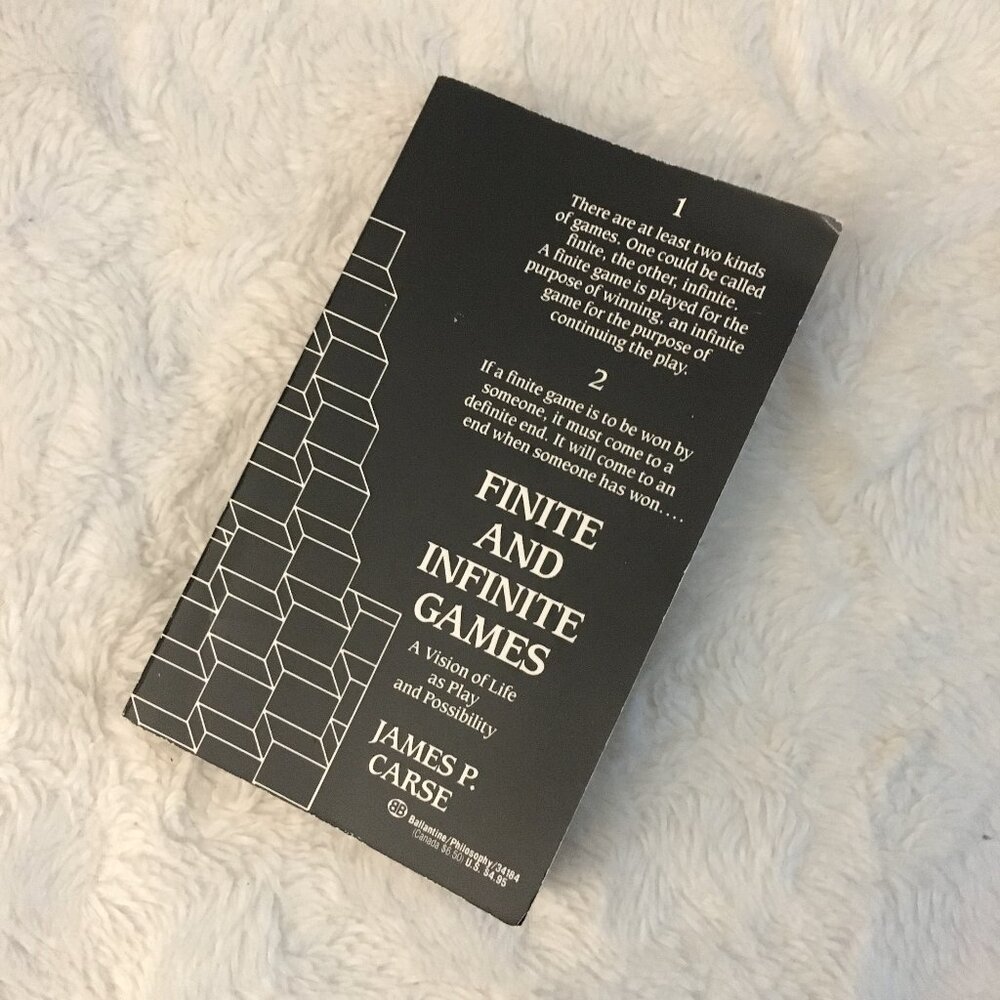 1
There are at least two kinds
of games. One could be called
finite, the other, infinite.
A finite game is played for the
purpose of winning, an infinite
game for the purpose of
continuing the play.
2
If a finite game is to be won by
someone, it must come to a
definite end. It will come to an
end when someone has won....
FINITE
AND
INFINITE
GAMES
A Vision of Life
as Play
and Possibility
JAMES P.
CARSE
BB Ballantine/Philosophy/34184
(Canada $6.50) U.S. $4.95